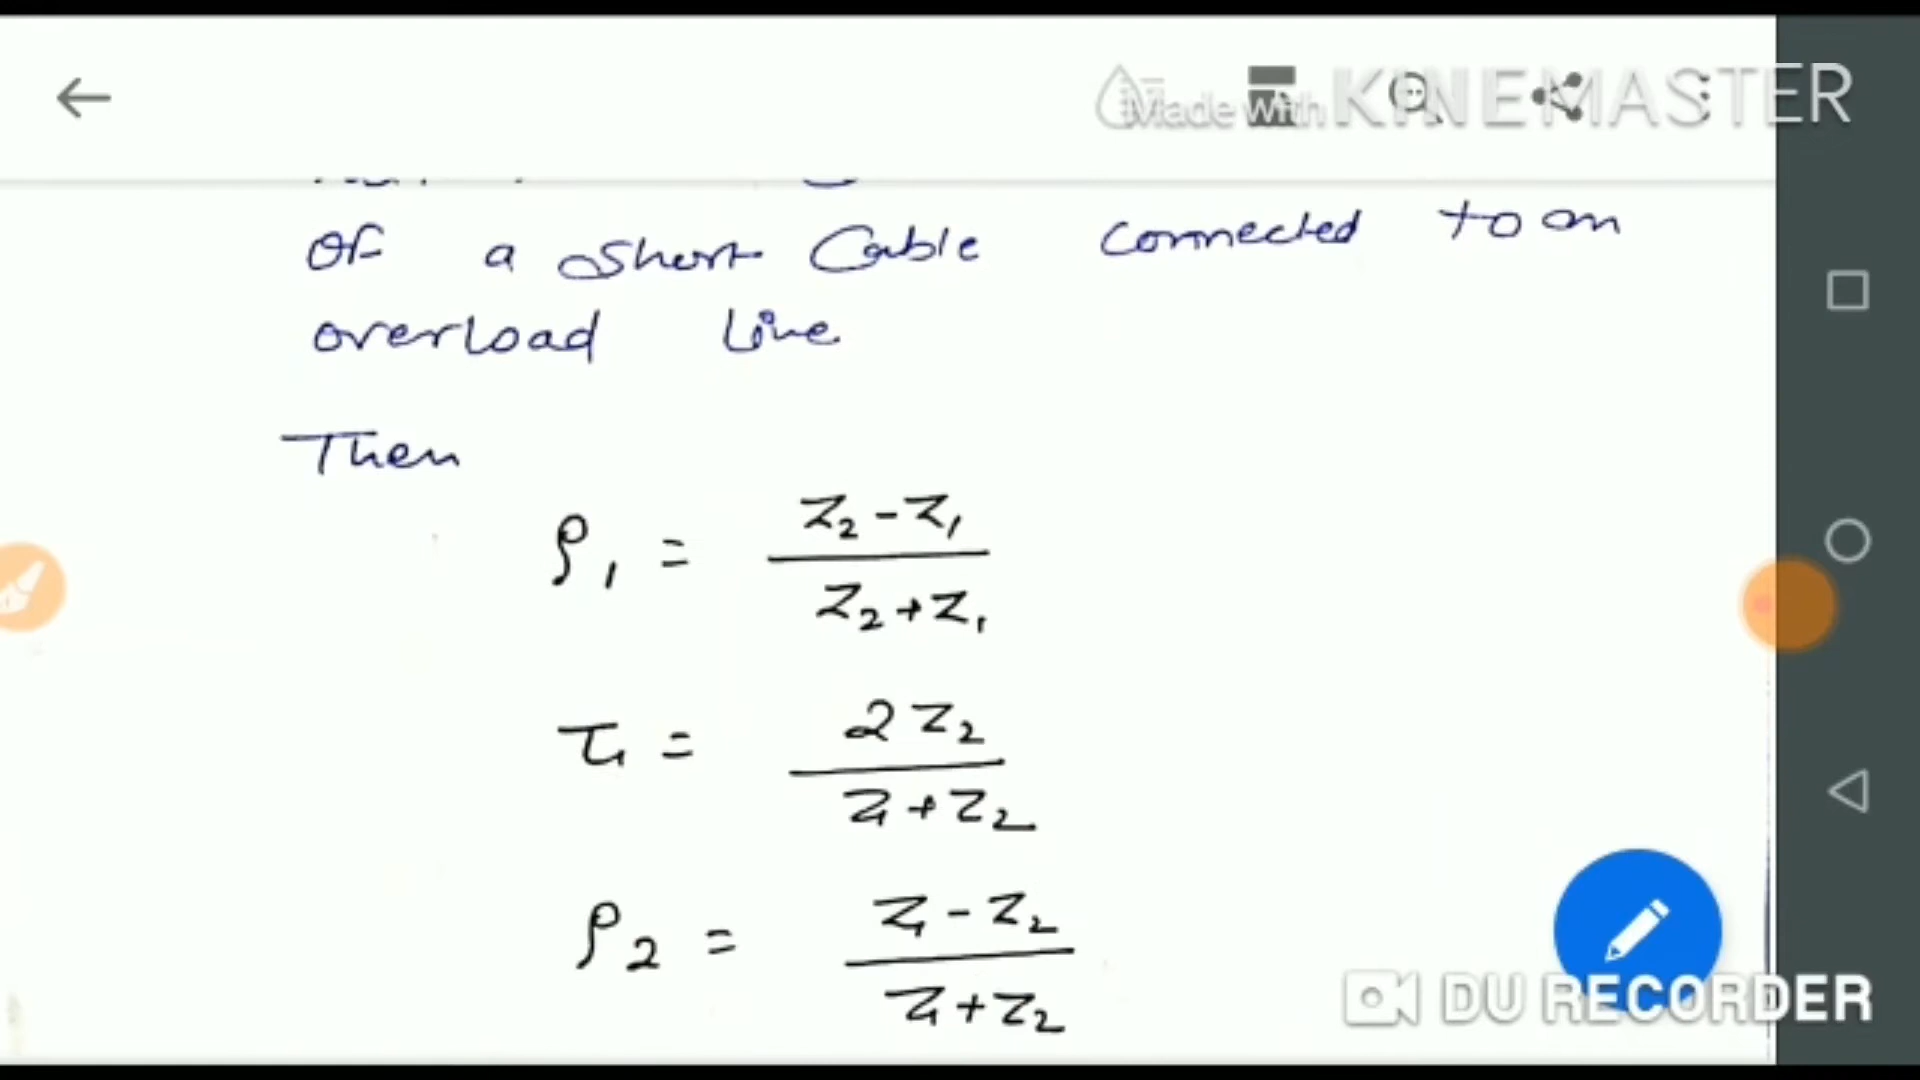 Made with KINEMASTER
of a short Cable connected to an
overload line
Then
ρ₁ = (Z₂ - Z₁) / (Z₂ + Z₁)
τ₁ = 2Z₂ / (Z₁ + Z₂)
ρ₂ = (Z₁ - Z₂) / (Z₁ + Z₂)
DU RECORDER